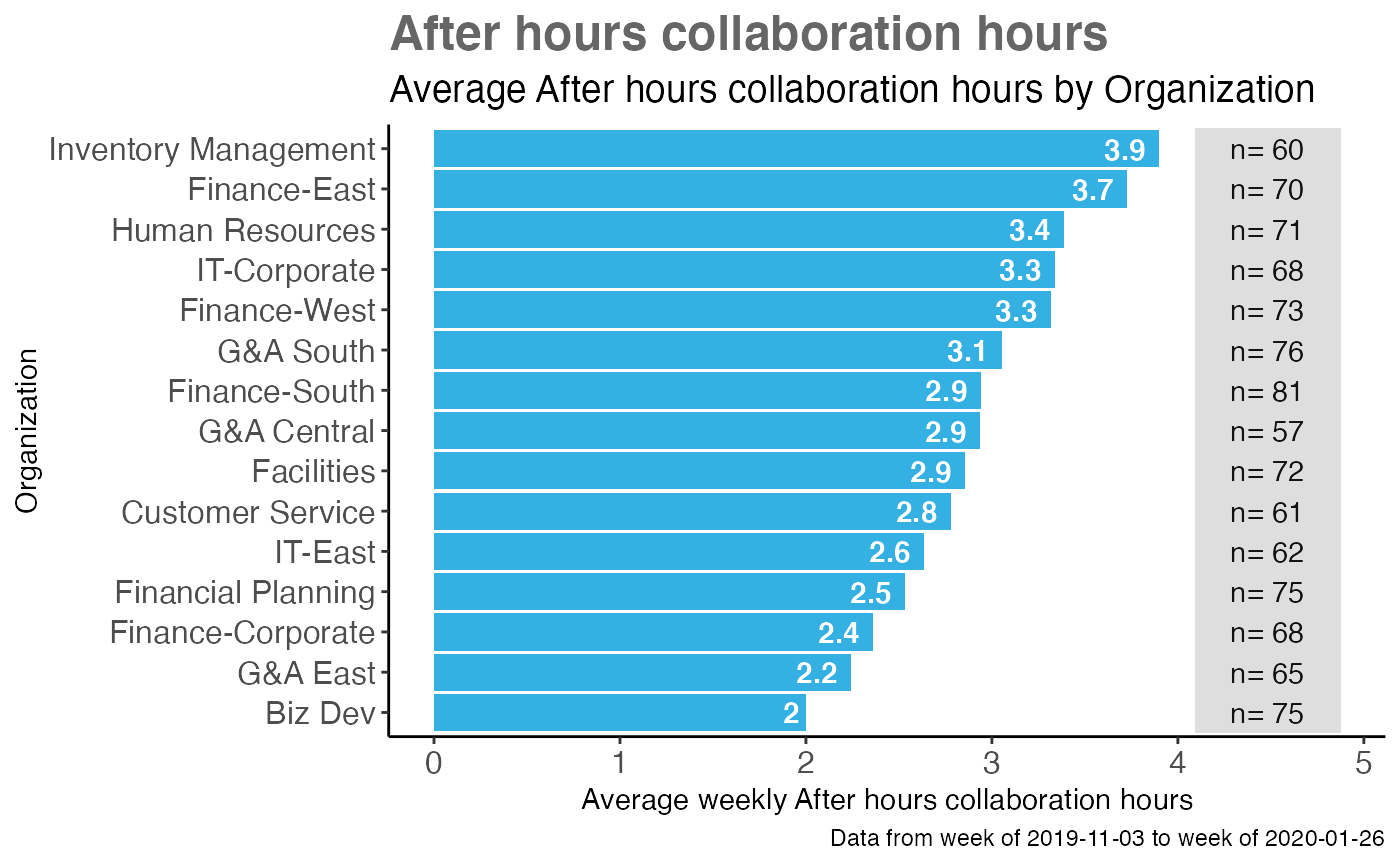 After hours collaboration hours
Average After hours collaboration hours by Organization
Organization
Inventory Management 3.9 n= 60
Finance-East 3.7 n= 70
Human Resources 3.4 n= 71
IT-Corporate 3.3 n= 68
Finance-West 3.3 n= 73
G&A South 3.1 n= 76
Finance-South 2.9 n= 81
G&A Central 2.9 n= 57
Facilities 2.9 n= 72
Customer Service 2.8 n= 61
IT-East 2.6 n= 62
Financial Planning 2.5 n= 75
Finance-Corporate 2.4 n= 68
G&A East 2.2 n= 65
Biz Dev 2 n= 75
0 1 2 3 4 5
Average weekly After hours collaboration hours
Data from week of 2019-11-03 to week of 2020-01-26